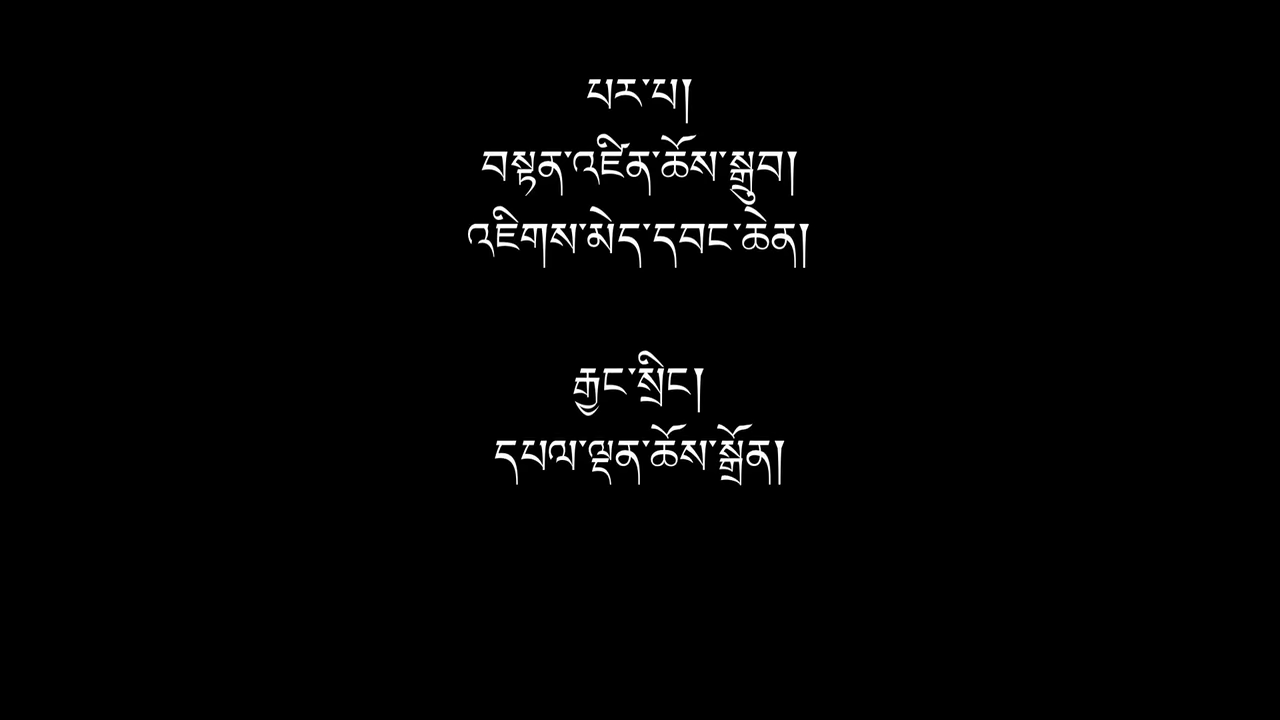 པར་པ།
བསྟན་འཛིན་ཆོས་སྒྲུབ།
འཇིགས་མེད་དབང་ཆེན།
རྒྱང་སྲིང།
དཔལ་ལྡན་ཆོས་སྒྲོན།